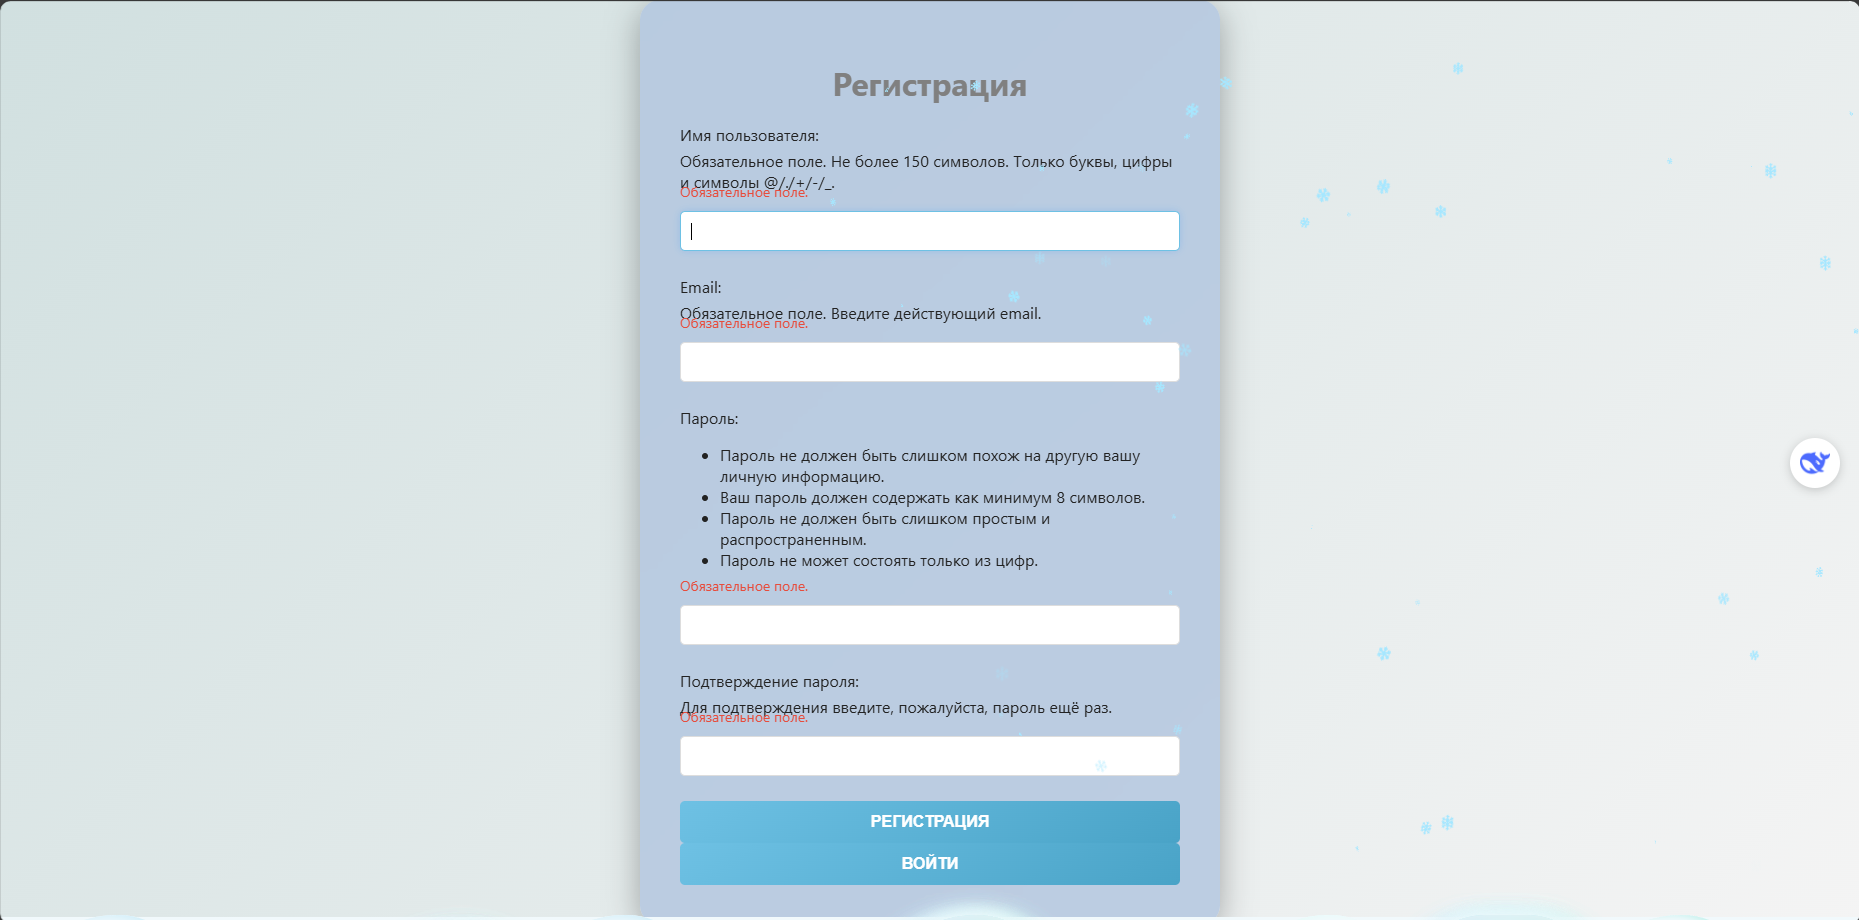 Регистрация
Имя пользователя:
Обязательное поле. Не более 150 символов. Только буквы, цифры
и символы @/./+/-/_.
Обязательное поле.
Email:
Обязательное поле. Введите действующий email.
Обязательное поле.
Пароль:
Пароль не должен быть слишком похож на другую вашу
личную информацию.
Ваш пароль должен содержать как минимум 8 символов.
Пароль не должен быть слишком простым и
распространенным.
Пароль не может состоять только из цифр.
Обязательное поле.
Подтверждение пароля:
Для подтверждения введите, пожалуйста, пароль ещё раз.
Обязательное поле.
РЕГИСТРАЦИЯ
ВОЙТИ